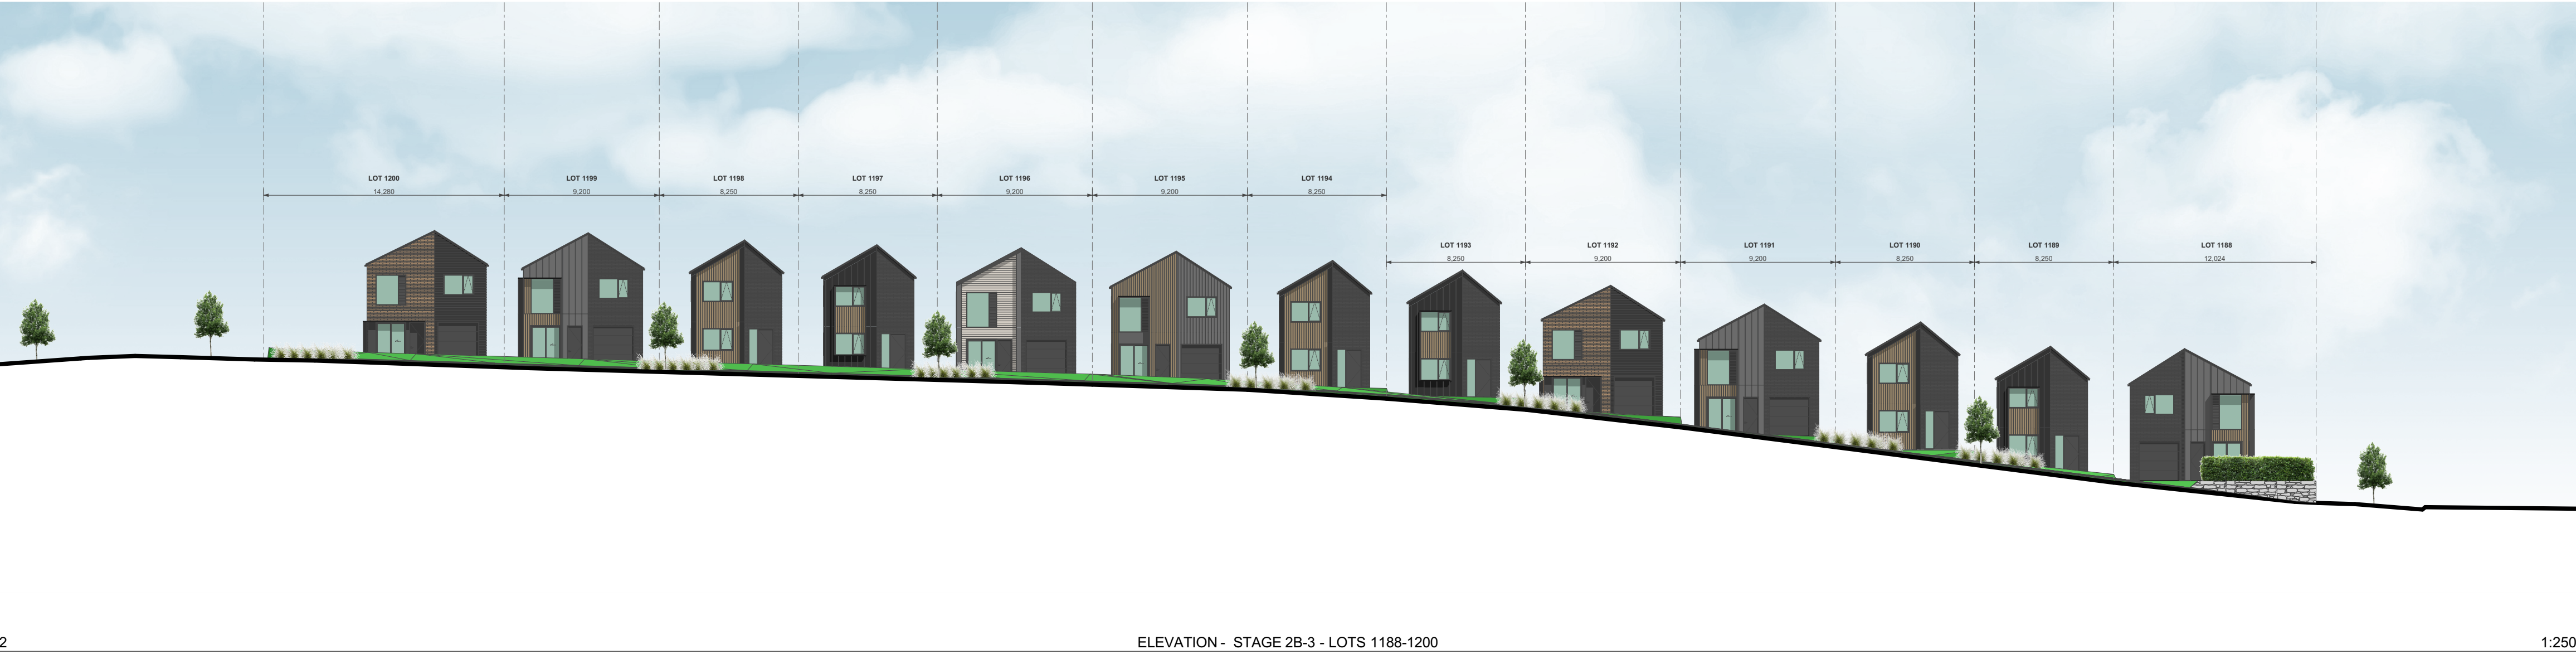 LOT 1200 LOT 1199 LOT 1198 LOT 1197 LOT 1196 LOT 1195 LOT 1194
14,280 9,200 8,250 8,250 9,200 9,200 8,250
LOT 1193 LOT 1192 LOT 1191 LOT 1190 LOT 1189 LOT 1188
8,250 9,200 9,200 8,250 8,250 12,024
2 ELEVATION - STAGE 2B-3 - LOTS 1188-1200 1:250